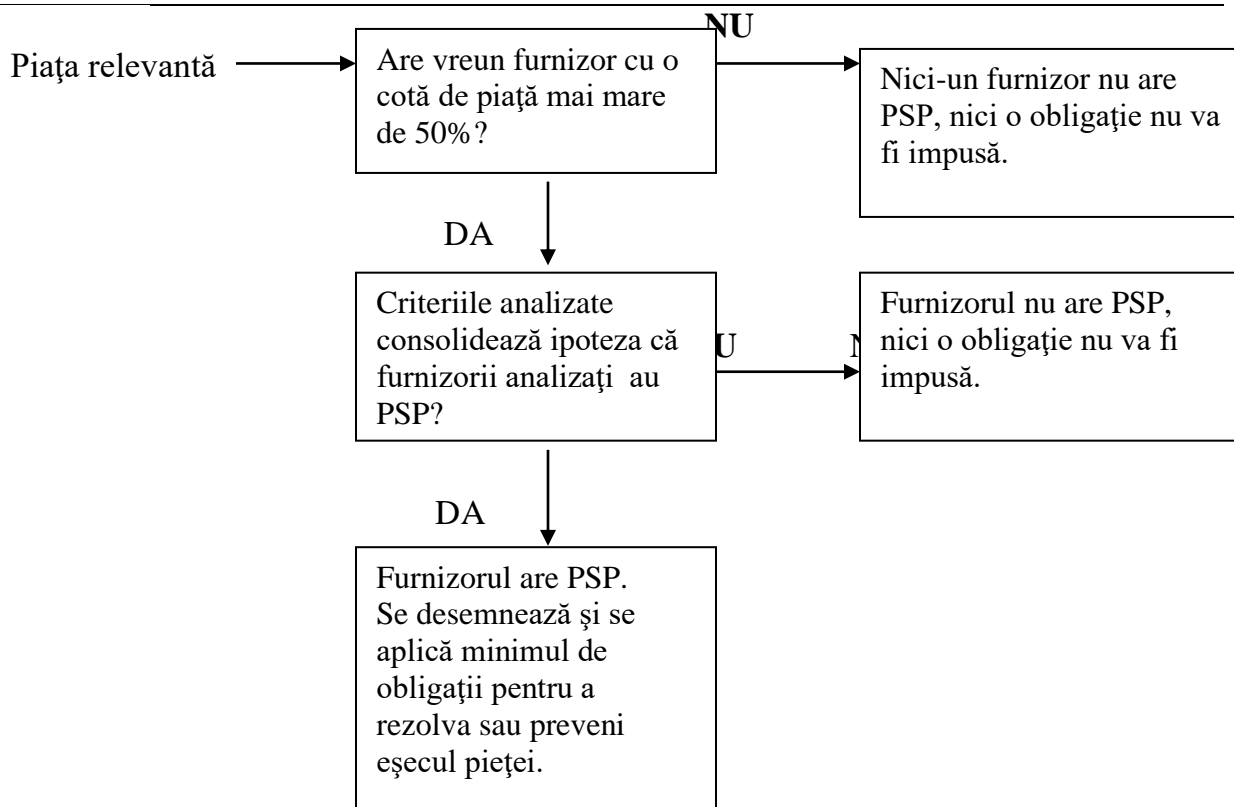 NU
Piaţa relevantă
Are vreun furnizor cu o
cotă de piaţă mai mare
de 50%?
Nici-un furnizor nu are
PSP, nici o obligaţie nu va
fi impusă.
DA
Criteriile analizate
consolidează ipoteza că
furnizorii analizaţi au
PSP?
Furnizorul nu are PSP,
nici o obligaţie nu va fi
impusă.
DA
Furnizorul are PSP.
Se desemnează şi se
aplică minimul de
obligaţii pentru a
rezolva sau preveni
eşecul pieţei.